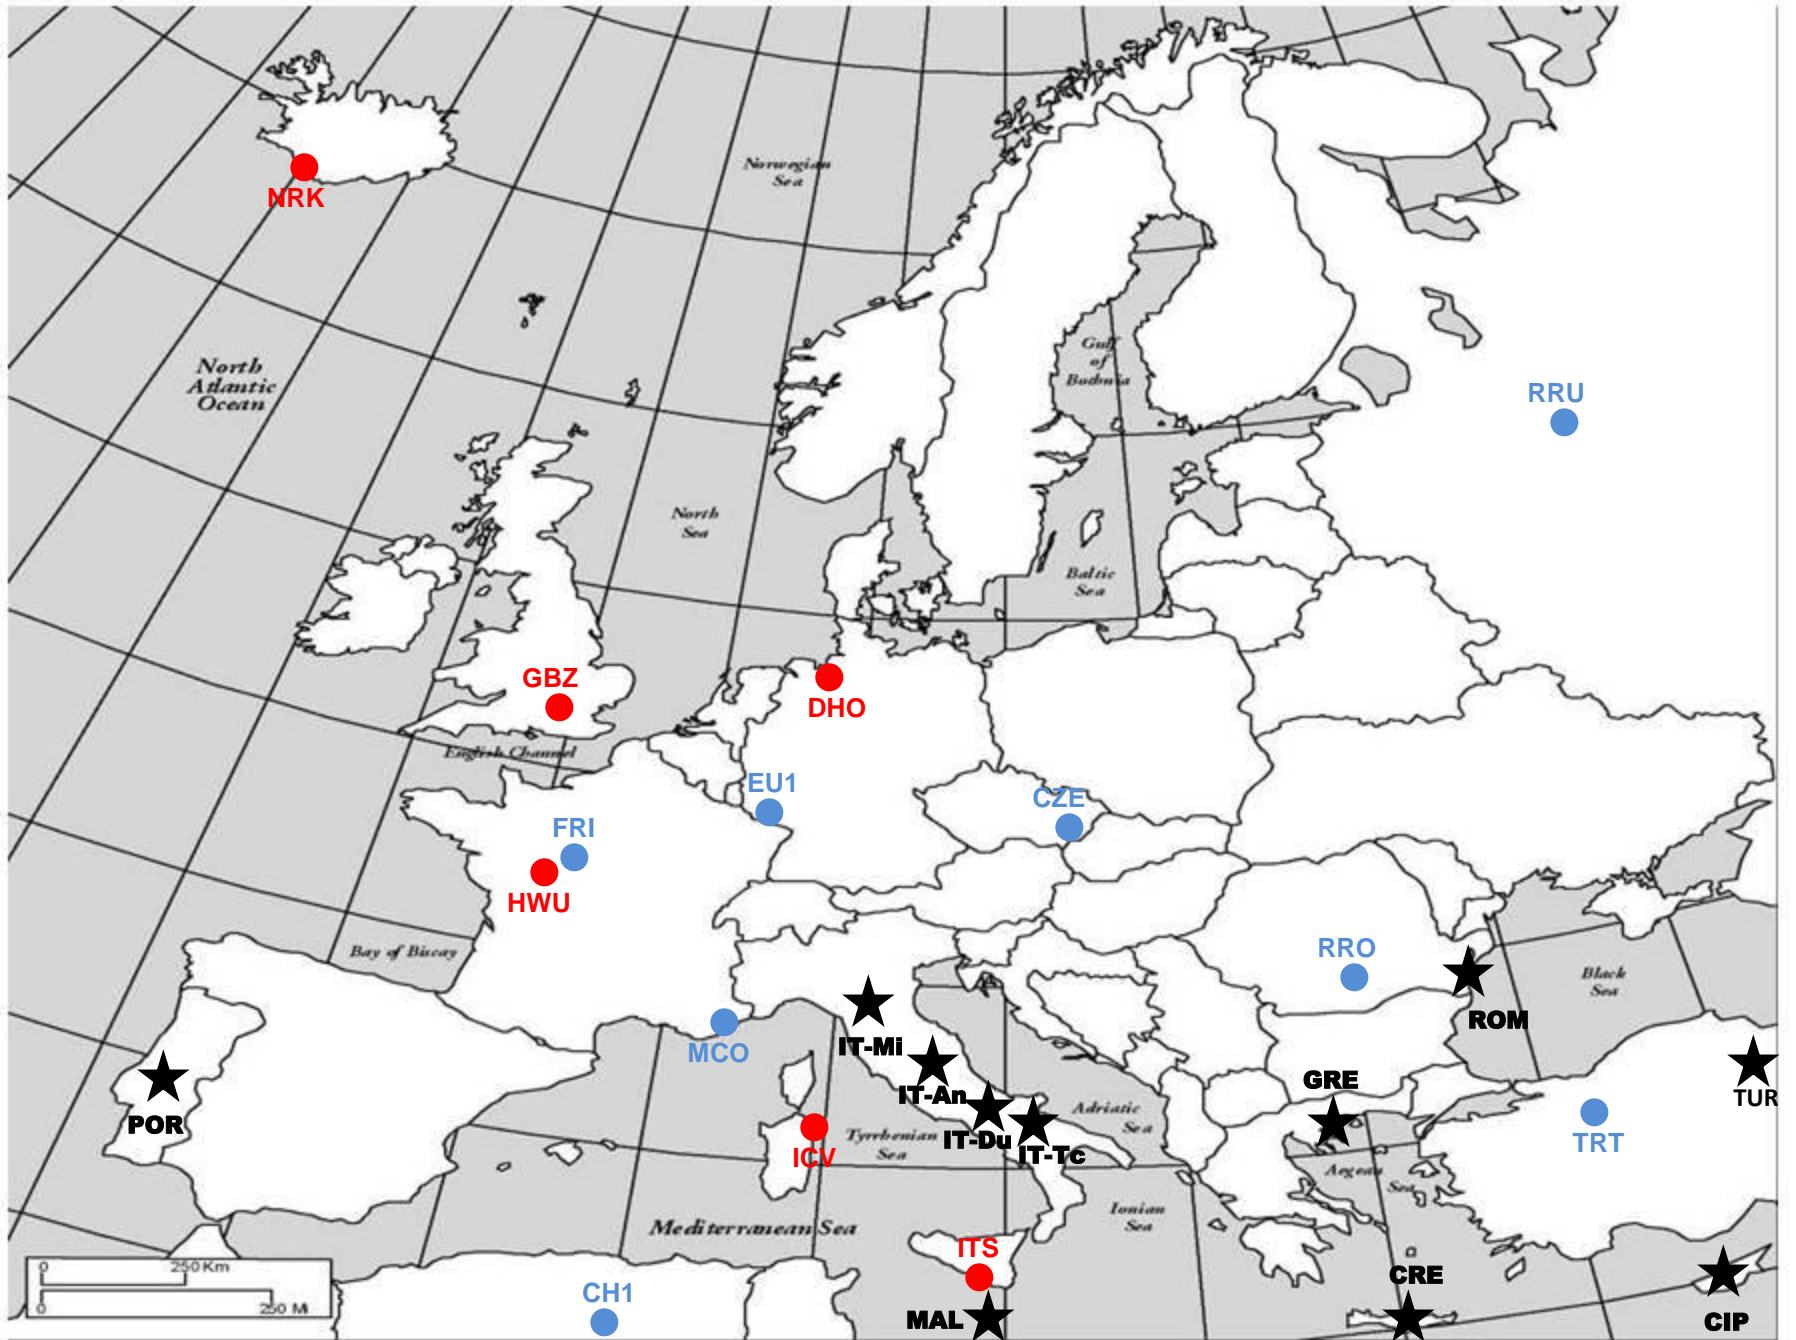 Norwegian
Sea
NRK
North
Atlantic
Ocean
Gulf
of
Bothnia
RRU
North
Sea
Baltic
Sea
GBZ
DHO
English Channel
EU1
CZE
FRI
HWU
Bay of Biscay
RRO
Black
Sea
ROM
MCO
IT-Mi
IT-An
GRE
TUR
POR
IT-Du
IT-Tc
Adriatic
Sea
TRT
Tyrrhenian
Sea
ICV
Aegean
Sea
Ionian
Sea
Mediterranean Sea
ITS
0 250 Km
0 250 Mi
CH1
MAL
CRE
CIP